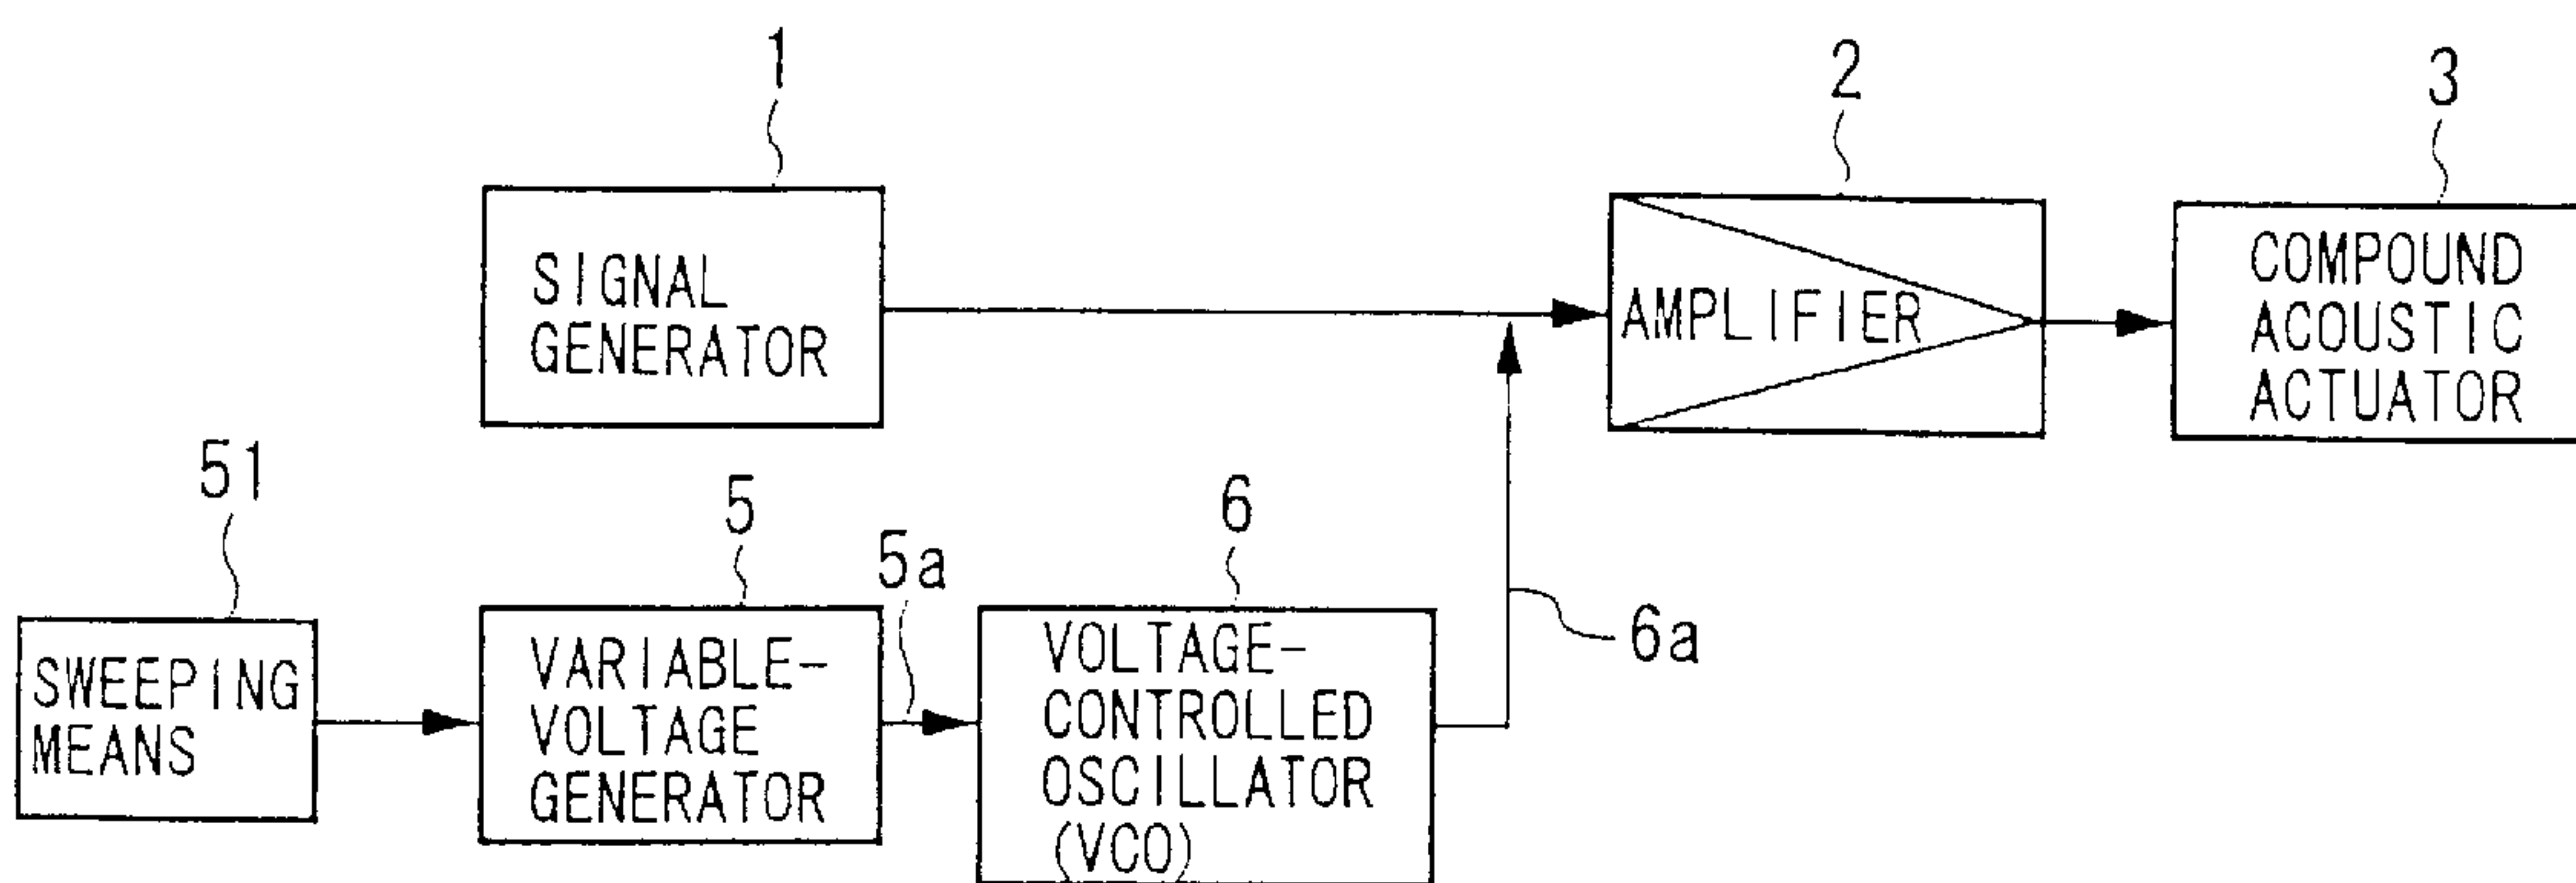 1
2
3
SIGNAL
GENERATOR
AMPLIFIER
COMPOUND
ACOUSTIC
ACTUATOR
51
5
5a
6
6a
SWEEPING
MEANS
VARIABLE-
VOLTAGE
GENERATOR
VOLTAGE-
CONTROLLED
OSCILLATOR
(VCO)